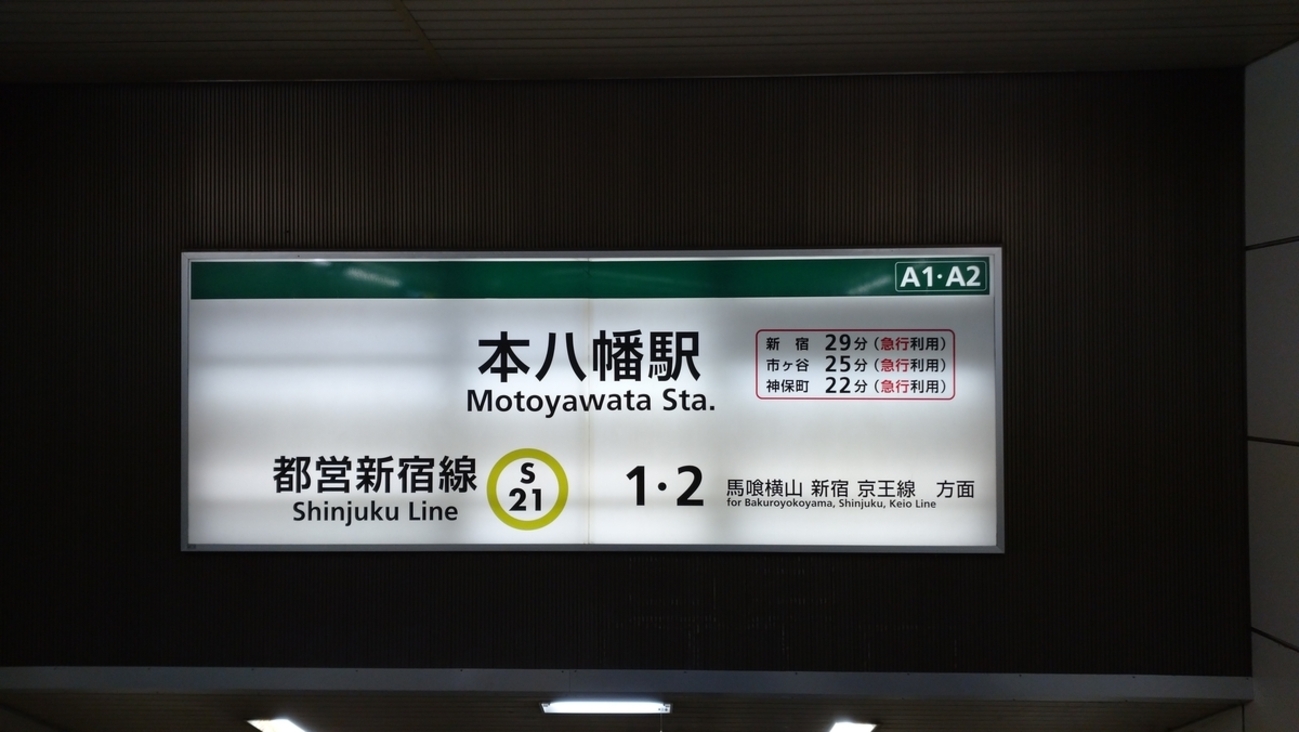 A1・A2
本八幡駅
Motoyawata Sta.
新 宿 29分(急行利用)
市ヶ谷 25分(急行利用)
神保町 22分(急行利用)
都営新宿線
Shinjuku Line
S
21
1・2
馬喰横山 新宿 京王線 方面
for Bakuroyokoyama, Shinjuku, Keio Line